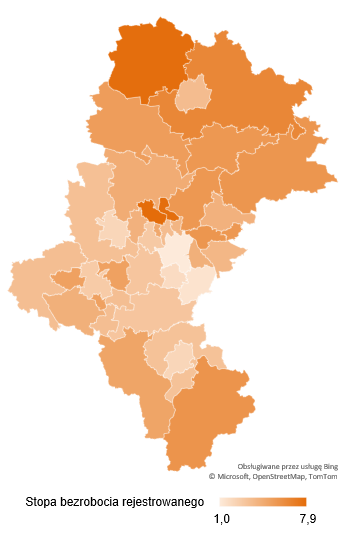 Obsługiwane przez usługę Bing
© Microsoft, OpenStreetMap, TomTom
Stopa bezrobocia rejestrowanego
1,0 7,9